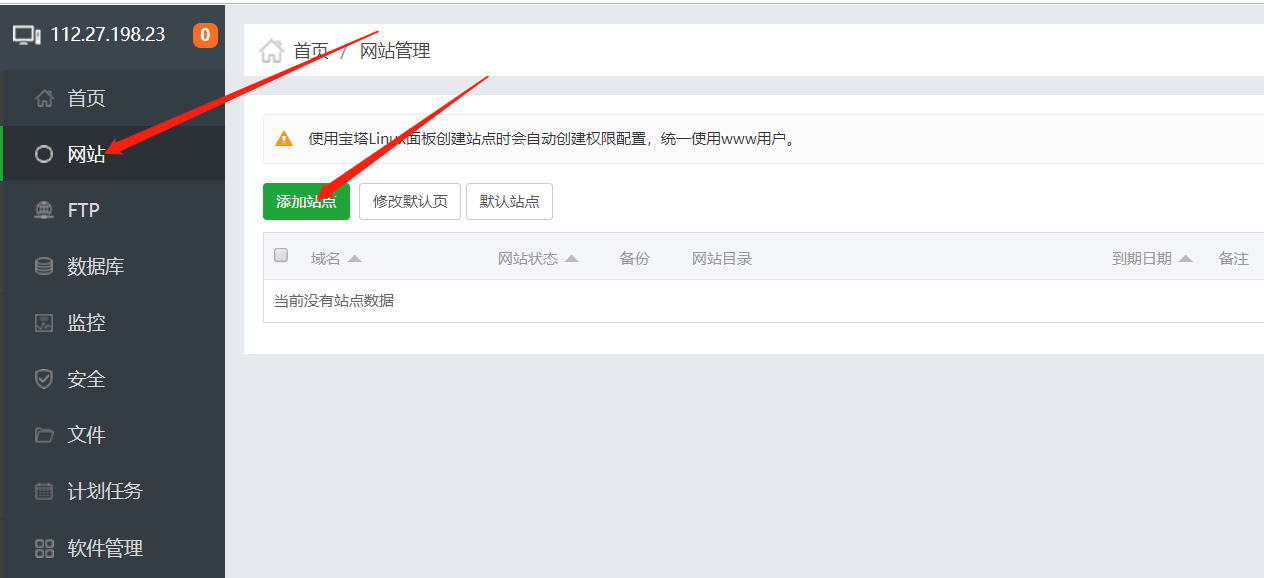 112.27.198.23 0
首页 / 网站管理
首页
网站
FTP
数据库
监控
安全
文件
计划任务
软件管理
使用宝塔Linux面板创建站点时会自动创建权限配置，统一使用www用户。
添加站点 修改默认页 默认站点
域名 网站状态 备份 网站目录 到期日期 备注
当前没有站点数据